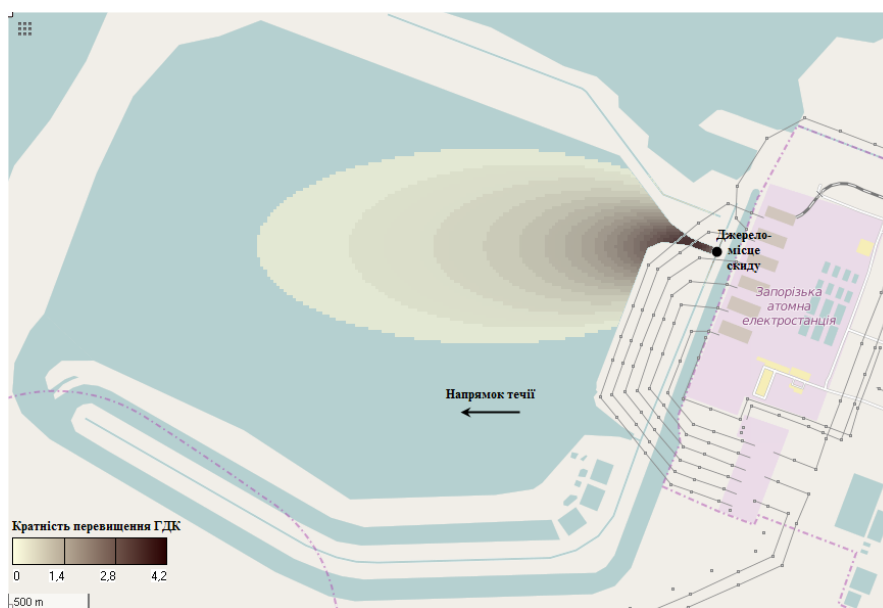 Джерело-
місце
скиду
Запорізька
атомна
електростанція
Напрямок течії
Кратність перевищення ГДК
0 1,4 2,8 4,2
500 m